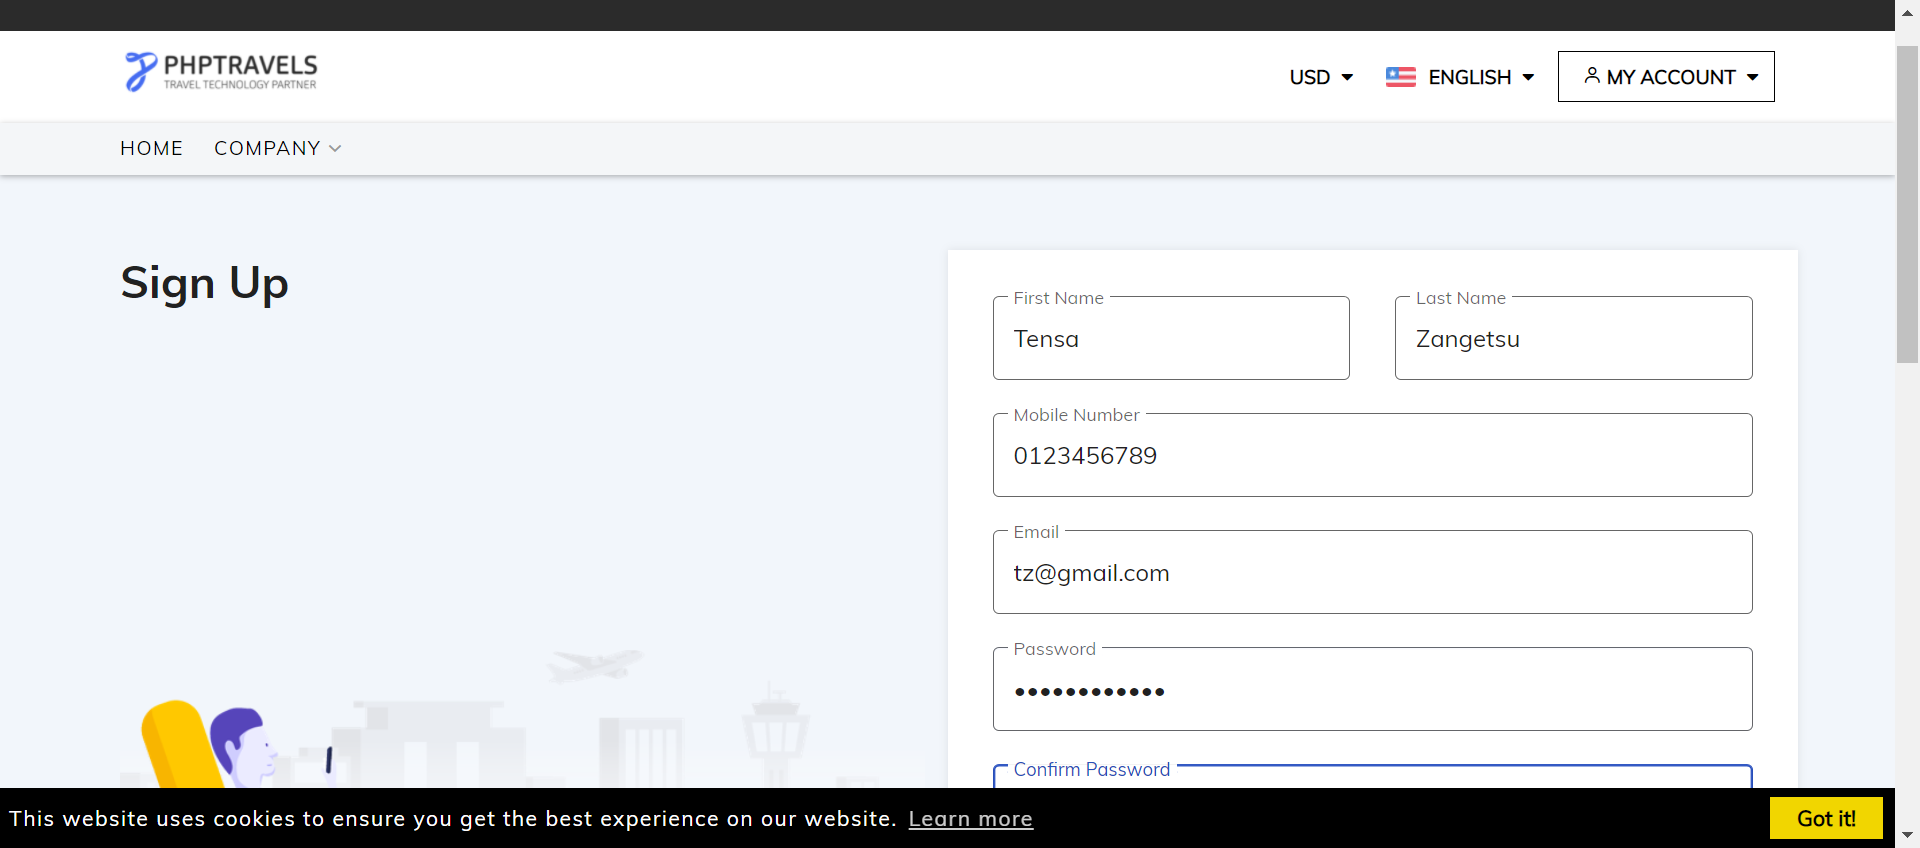 PHPTRAVELS
TRAVEL TECHNOLOGY PARTNER
USD
ENGLISH
MY ACCOUNT
HOME
COMPANY
Sign Up
First Name
Tensa
Last Name
Zangetsu
Mobile Number
0123456789
Email
tz@gmail.com
Password
••••••••••••
Confirm Password
This website uses cookies to ensure you get the best experience on our website. Learn more
Got it!